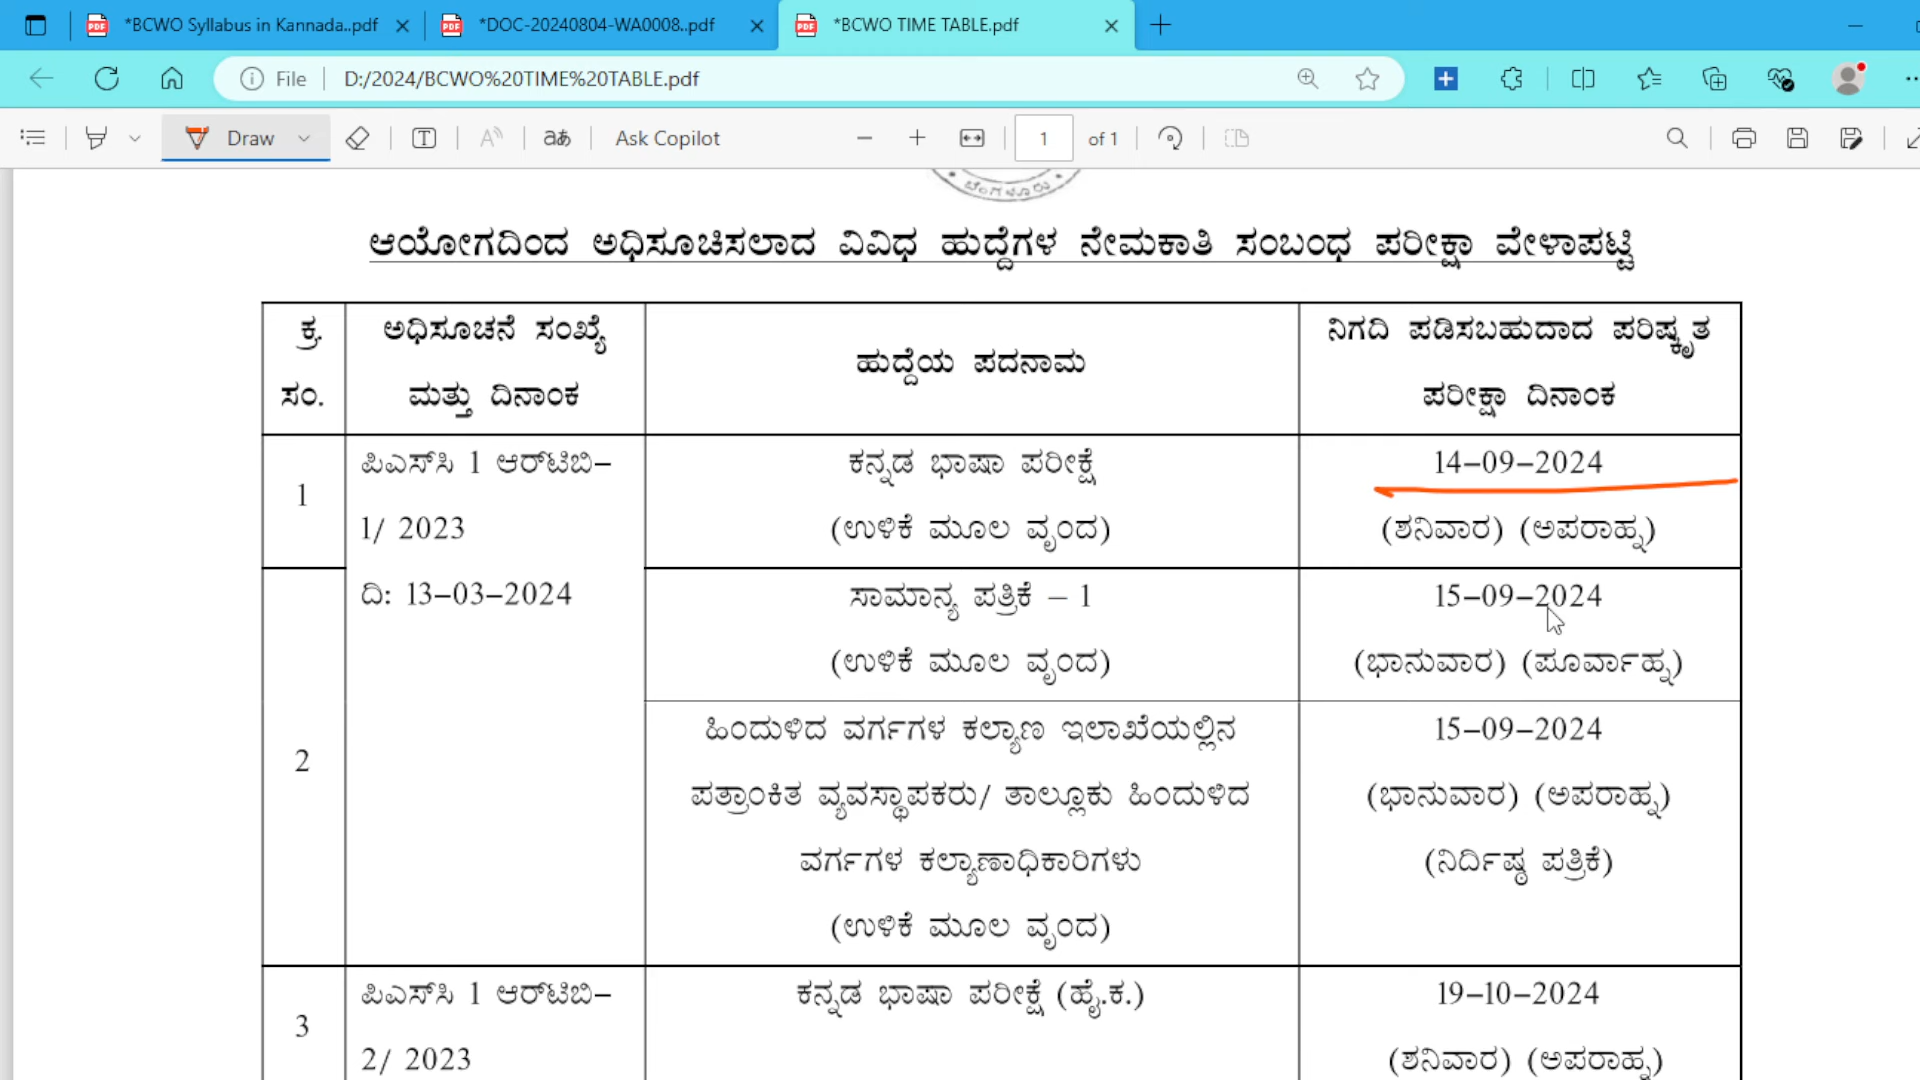 *BCWO Syllabus in Kannada..pdf
*DOC-20240804-WA0008..pdf
*BCWO TIME TABLE.pdf
File
D:/2024/BCWO%20TIME%20TABLE.pdf
Draw
Ask Copilot
1
of 1
ಬೆಂಗಳೂರು
ಆಯೋಗದಿಂದ ಅಧಿಸೂಚಿಸಲಾದ ವಿವಿಧ ಹುದ್ದೆಗಳ ನೇಮಕಾತಿ ಸಂಬಂಧ ಪರೀಕ್ಷಾ ವೇಳಾಪಟ್ಟಿ
ಕ್ರ.
ಸಂ.
ಅಧಿಸೂಚನೆ ಸಂಖ್ಯೆ
ಮತ್ತು ದಿನಾಂಕ
ಹುದ್ದೆಯ ಪದನಾಮ
ನಿಗದಿ ಪಡಿಸಬಹುದಾದ ಪರಿಷ್ಕೃತ
ಪರೀಕ್ಷಾ ದಿನಾಂಕ
1
ಪಿಎಸ್‌ಸಿ 1 ಆರ್‌ಟಿಬಿ–
1/ 2023
ದಿ: 13–03–2024
ಕನ್ನಡ ಭಾಷಾ ಪರೀಕ್ಷೆ
(ಉಳಿಕೆ ಮೂಲ ವೃಂದ)
14–09–2024
(ಶನಿವಾರ) (ಅಪರಾಹ್ನ)
2
ಸಾಮಾನ್ಯ ಪತ್ರಿಕೆ – 1
(ಉಳಿಕೆ ಮೂಲ ವೃಂದ)
15–09–2024
(ಭಾನುವಾರ) (ಪೂರ್ವಾಹ್ನ)
ಹಿಂದುಳಿದ ವರ್ಗಗಳ ಕಲ್ಯಾಣ ಇಲಾಖೆಯಲ್ಲಿನ
ಪತ್ರಾಂಕಿತ ವ್ಯವಸ್ಥಾಪಕರು/ ತಾಲ್ಲೂಕು ಹಿಂದುಳಿದ
ವರ್ಗಗಳ ಕಲ್ಯಾಣಾಧಿಕಾರಿಗಳು
(ಉಳಿಕೆ ಮೂಲ ವೃಂದ)
15–09–2024
(ಭಾನುವಾರ) (ಅಪರಾಹ್ನ)
(ನಿರ್ದಿಷ್ಠ ಪತ್ರಿಕೆ)
3
ಪಿಎಸ್‌ಸಿ 1 ಆರ್‌ಟಿಬಿ–
2/ 2023
ಕನ್ನಡ ಭಾಷಾ ಪರೀಕ್ಷೆ (ಹೈ.ಕ.)
19–10–2024
(ಶನಿವಾರ) (ಅಪರಾಹ್ನ)